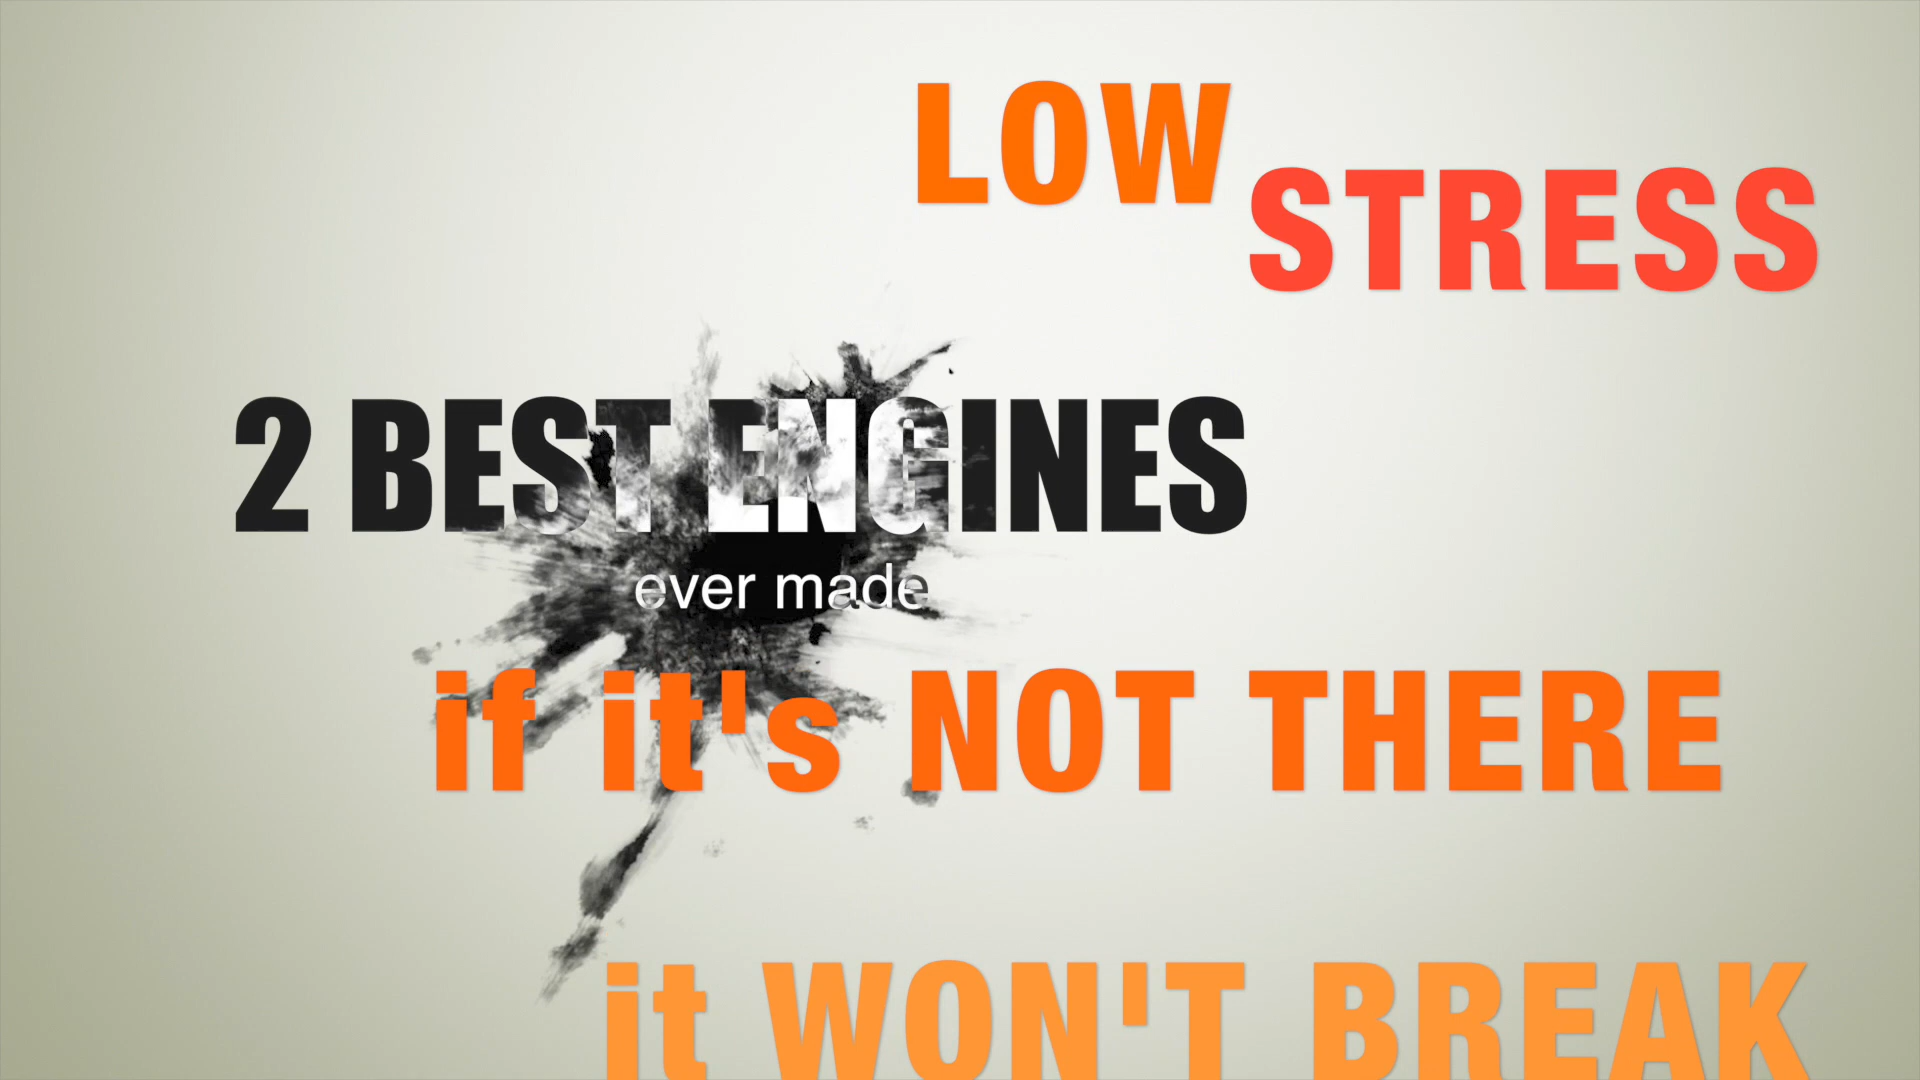 LOW
STRESS
2 BEST ENGINES
ever made
if it's NOT THERE
it WON'T BREAK